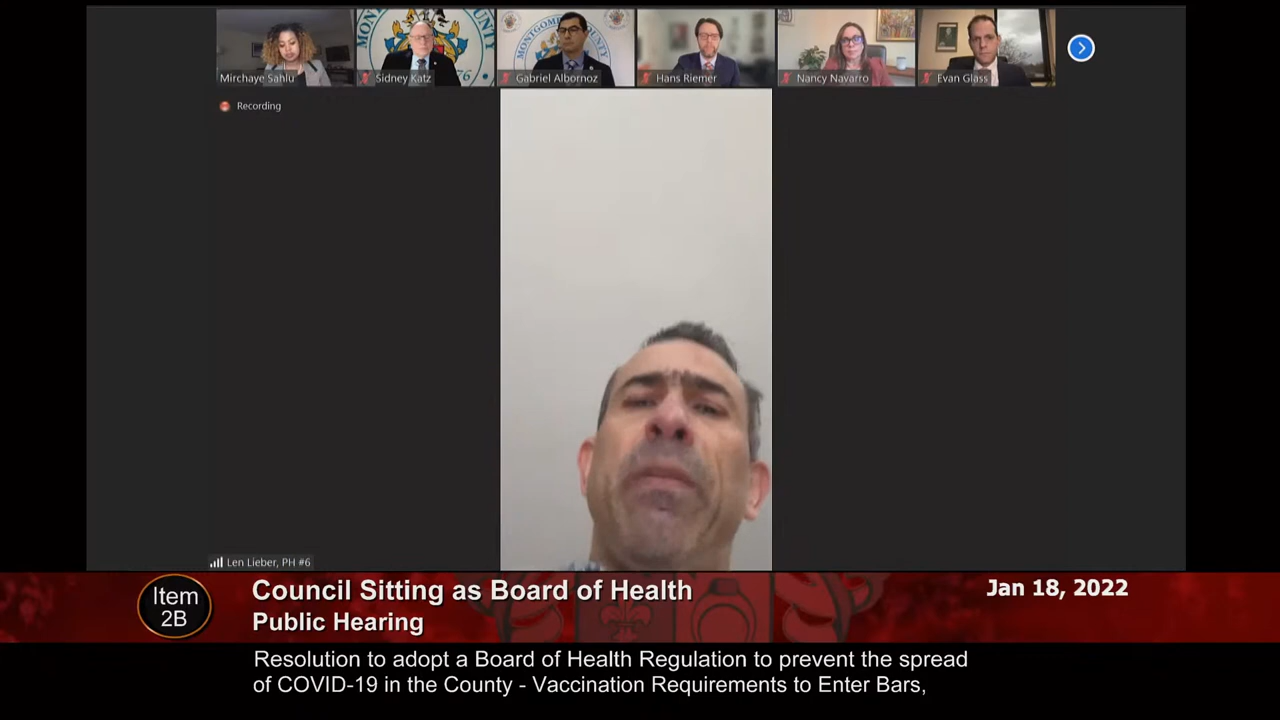 Mirchaye Sahlu
Sidney Katz
Gabriel Albornoz
Hans Riemer
Nancy Navarro
Evan Glass
Recording
Len Lieber, PH #6
Item
2B
Council Sitting as Board of Health
Public Hearing
Jan 18, 2022
Resolution to adopt a Board of Health Regulation to prevent the spread
of COVID-19 in the County - Vaccination Requirements to Enter Bars,